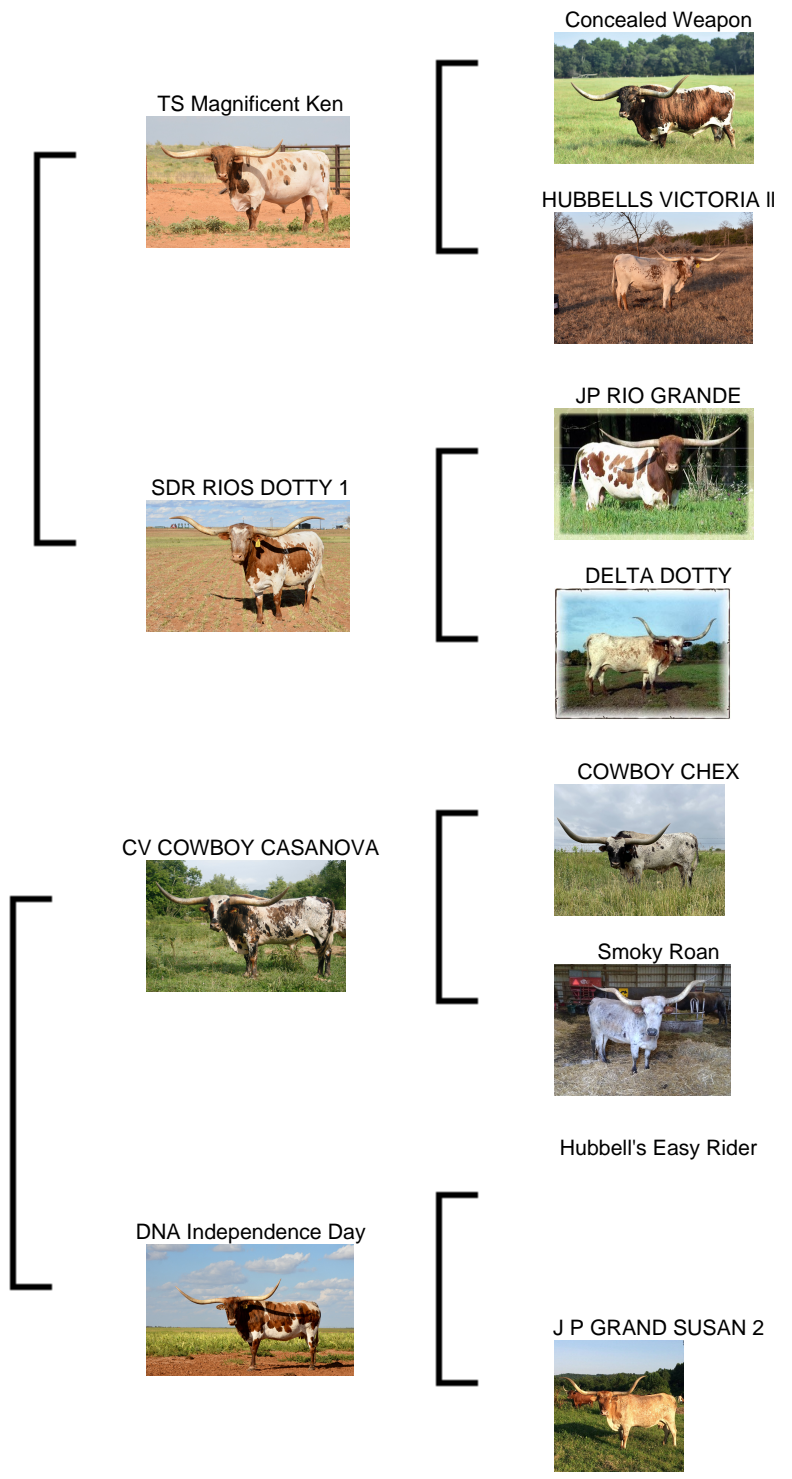 Concealed Weapon
TS Magnificent Ken
HUBBELLS VICTORIA II
JP RIO GRANDE
SDR RIOS DOTTY 1
DELTA DOTTY
COWBOY CHEX
CV COWBOY CASANOVA
Smoky Roan
Hubbell's Easy Rider
DNA Independence Day
J P GRAND SUSAN 2